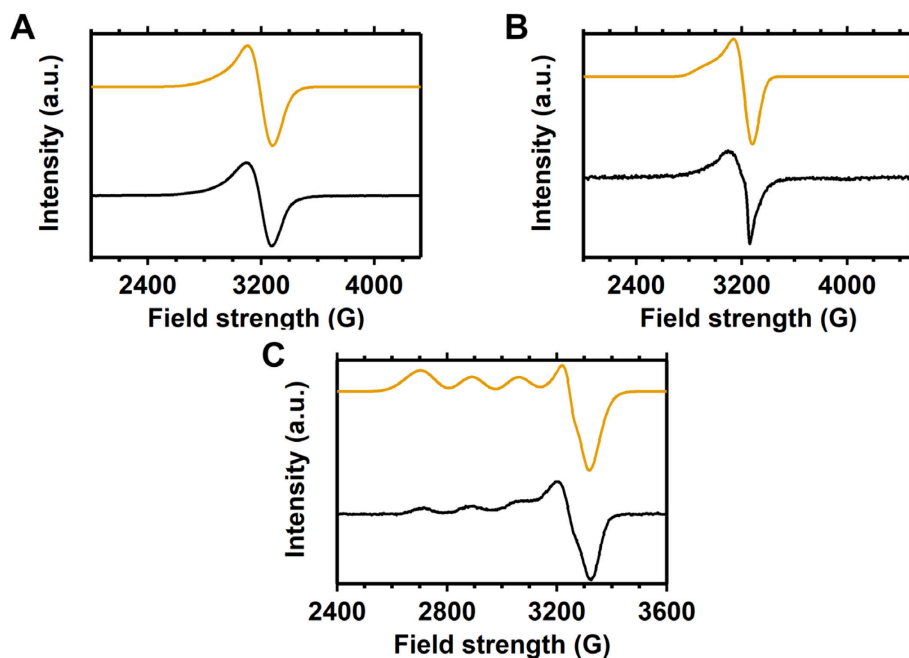 A
B
Intensity (a.u.)
Intensity (a.u.)
2400 3200 4000
2400 3200 4000
Field strength (G)
Field strength (G)
C
Intensity (a.u.)
2400 2800 3200 3600
Field strength (G)